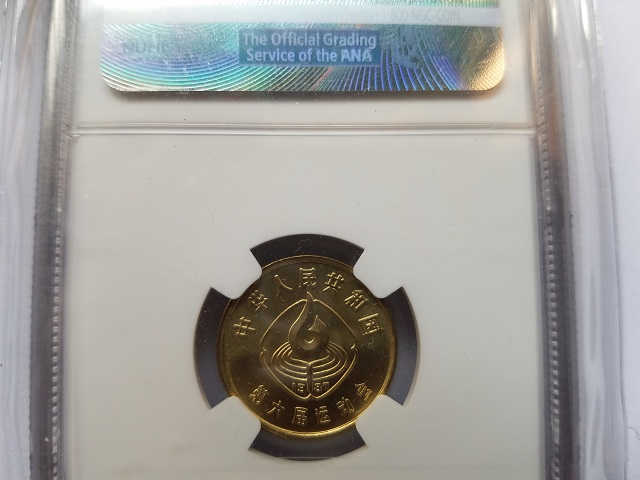 The Official Grading
Service of the ANA
中华人民共和国
1987
第六届运动会